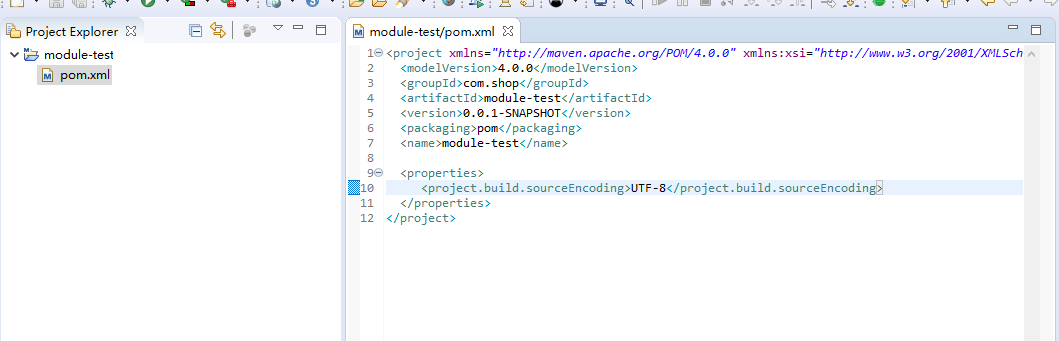 Project Explorer
module-test
pom.xml
module-test/pom.xml
1 <project xmlns="http://maven.apache.org/POM/4.0.0" xmlns:xsi="http://www.w3.org/2001/XMLSch
2 <modelVersion>4.0.0</modelVersion>
3 <groupId>com.shop</groupId>
4 <artifactId>module-test</artifactId>
5 <version>0.0.1-SNAPSHOT</version>
6 <packaging>pom</packaging>
7 <name>module-test</name>
8
9 <properties>
10 <project.build.sourceEncoding>UTF-8</project.build.sourceEncoding>
11 </properties>
12 </project>